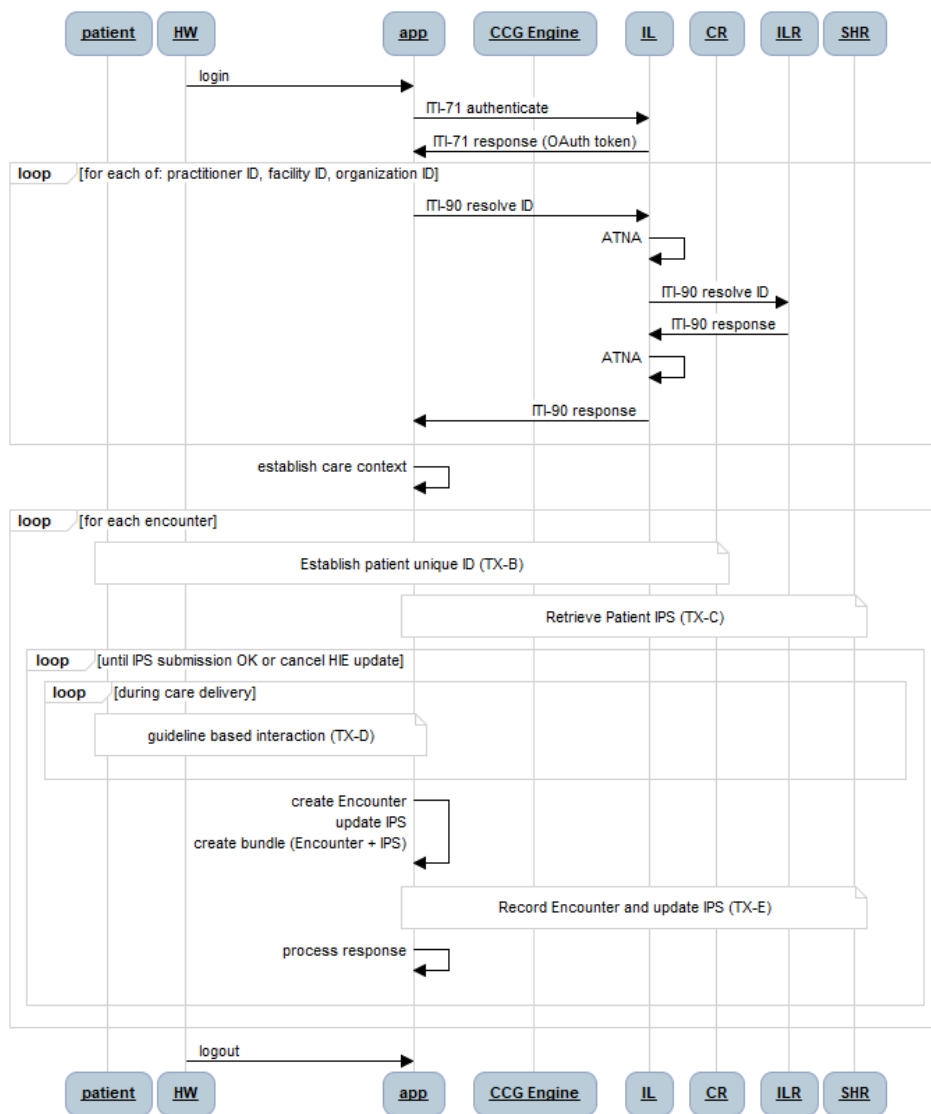 patient HW app CCG Engine IL CR ILR SHR
login
ITI-71 authenticate
ITI-71 response (OAuth token)
loop [for each of: practitioner ID, facility ID, organization ID]
ITI-90 resolve ID
ATNA
ITI-90 resolve ID
ITI-90 response
ATNA
ITI-90 response
establish care context
loop [for each encounter]
Establish patient unique ID (TX-B)
Retrieve Patient IPS (TX-C)
loop [until IPS submission OK or cancel HIE update]
loop [during care delivery]
guideline based interaction (TX-D)
create Encounter
update IPS
create bundle (Encounter + IPS)
Record Encounter and update IPS (TX-E)
process response
logout
patient HW app CCG Engine IL CR ILR SHR